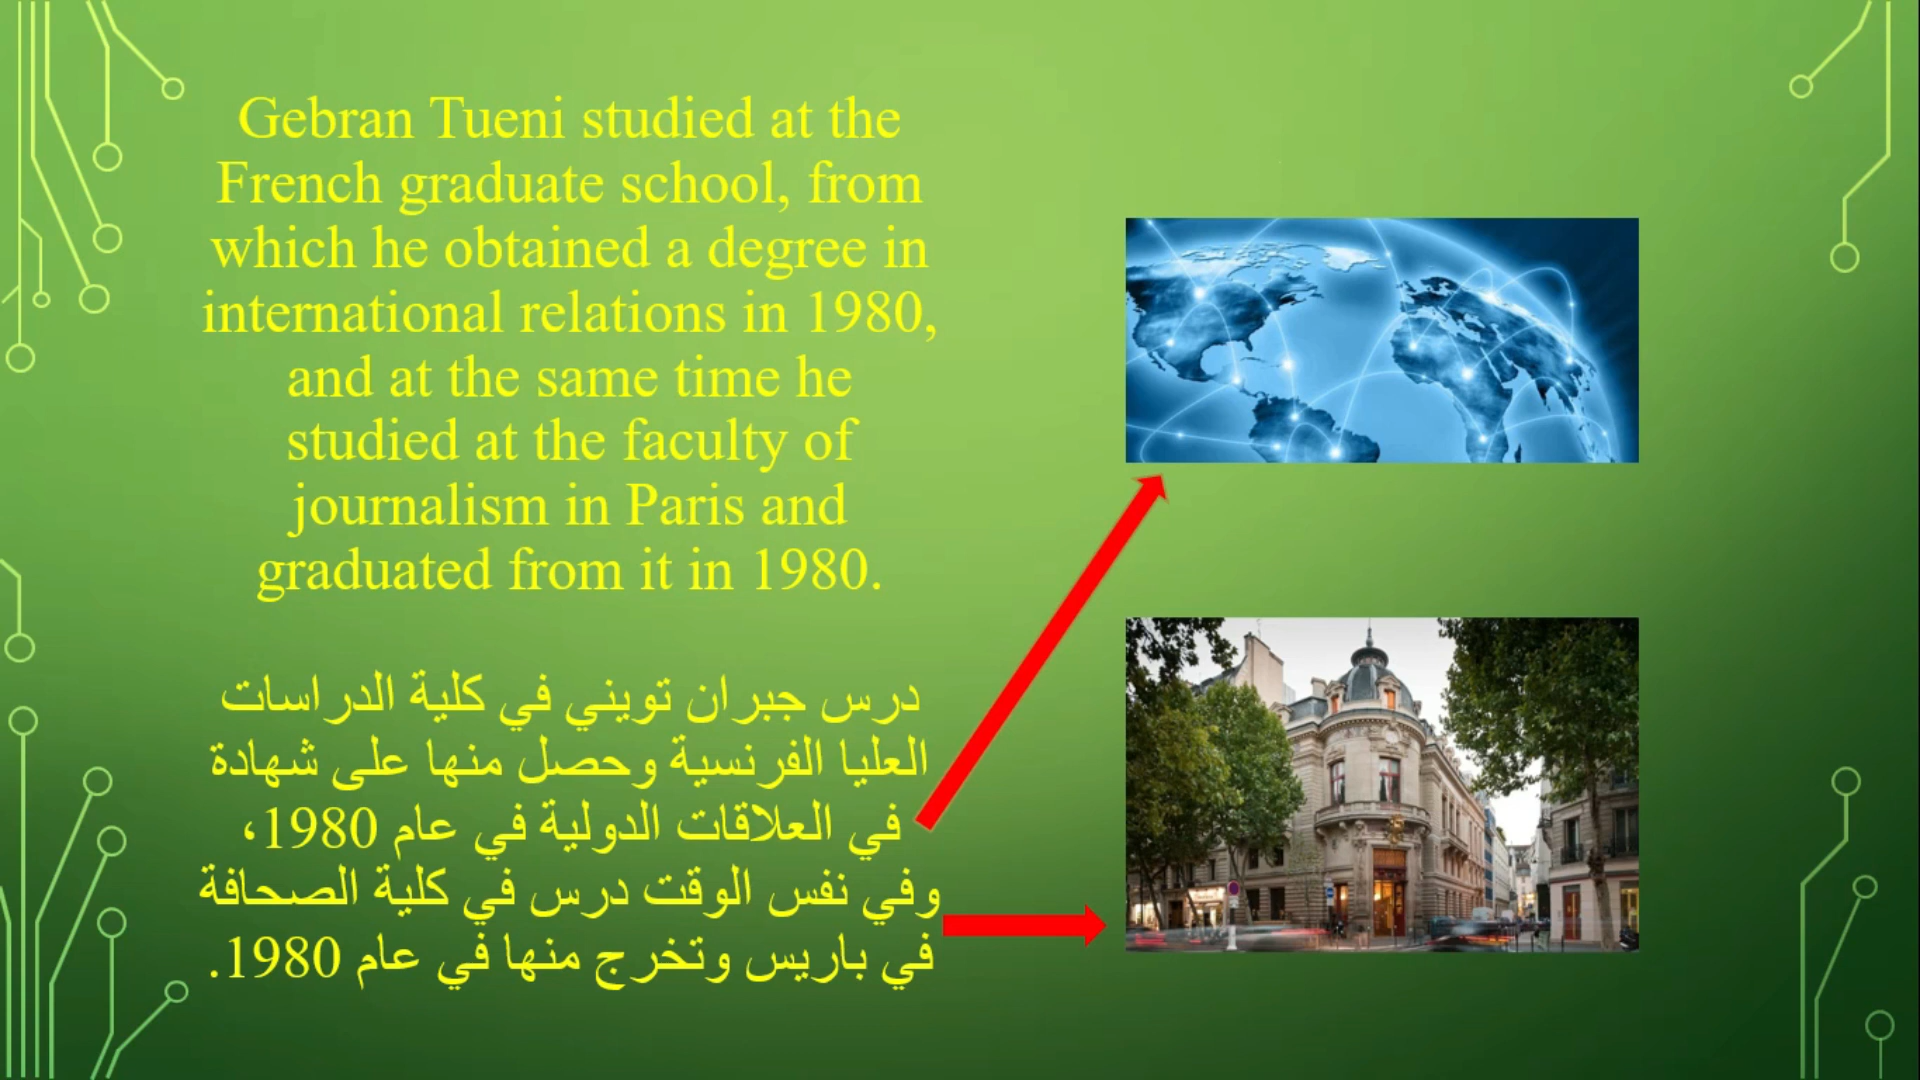 Gebran Tueni studied at the
French graduate school, from
which he obtained a degree in
international relations in 1980,
and at the same time he
studied at the faculty of
journalism in Paris and
graduated from it in 1980.
درس جبران تويني في كلية الدراسات
العليا الفرنسية وحصل منها على شهادة
في العلاقات الدولية في عام 1980،
وفي نفس الوقت درس في كلية الصحافة
في باريس وتخرج منها في عام 1980.